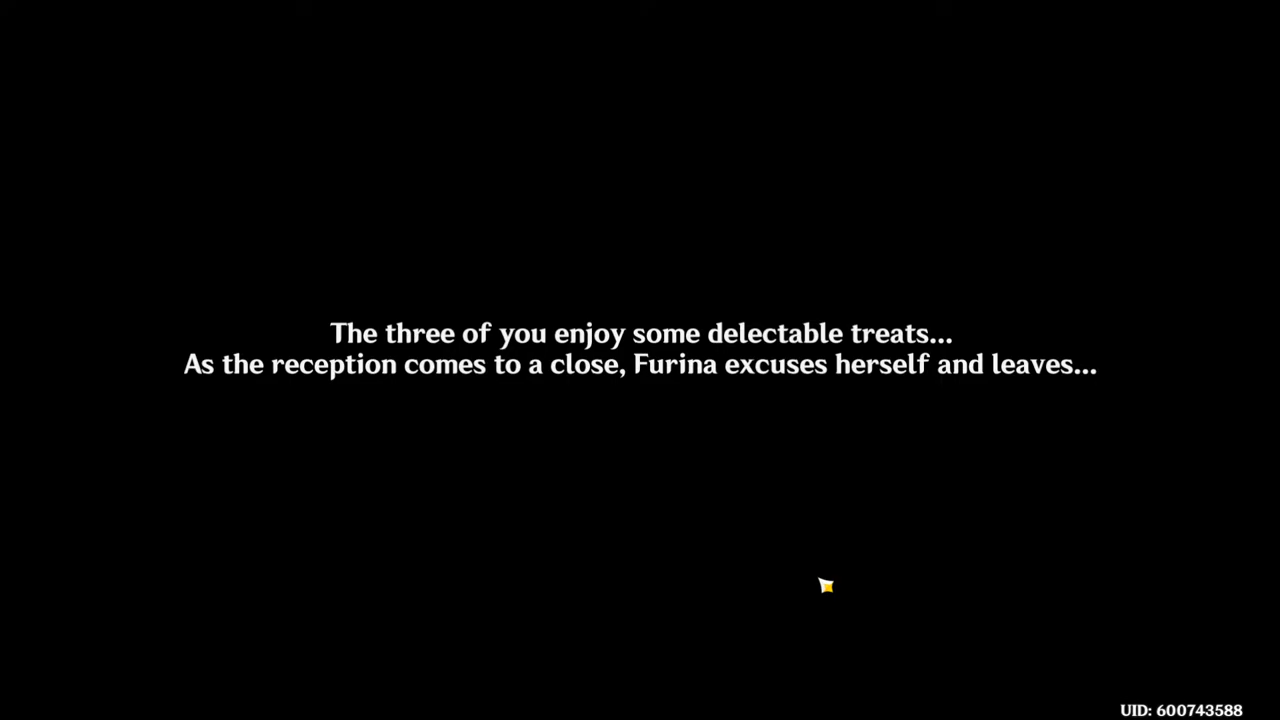 The three of you enjoy some delectable treats...
As the reception comes to a close, Furina excuses herself and leaves...
UID: 600743588